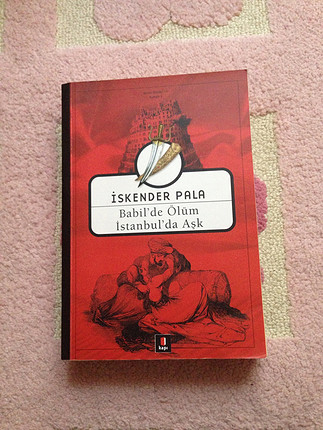 İSKENDER PALA
Babil'de Ölüm
İstanbul'da Aşk
kapı